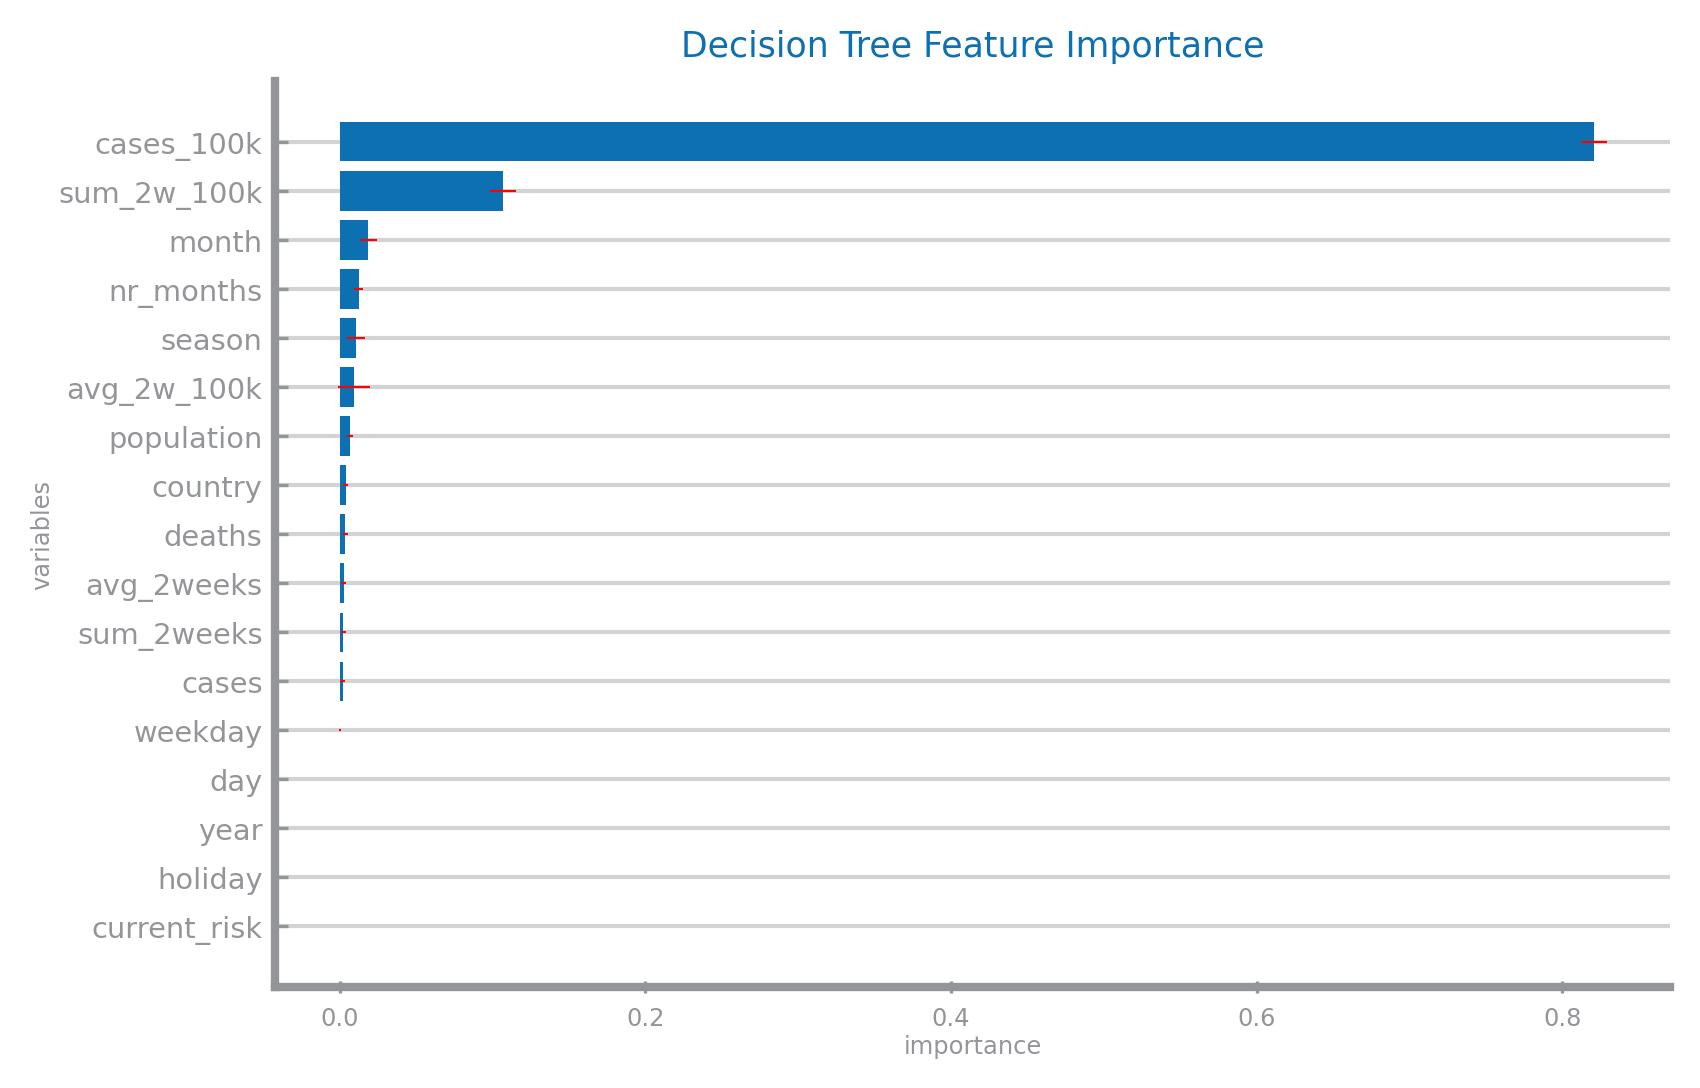 Decision Tree Feature Importance
cases_100k
sum_2w_100k
month
nr_months
season
avg_2w_100k
population
country
deaths
avg_2weeks
sum_2weeks
cases
weekday
day
year
holiday
current_risk
variables
0.0 0.2 0.4 0.6 0.8
importance